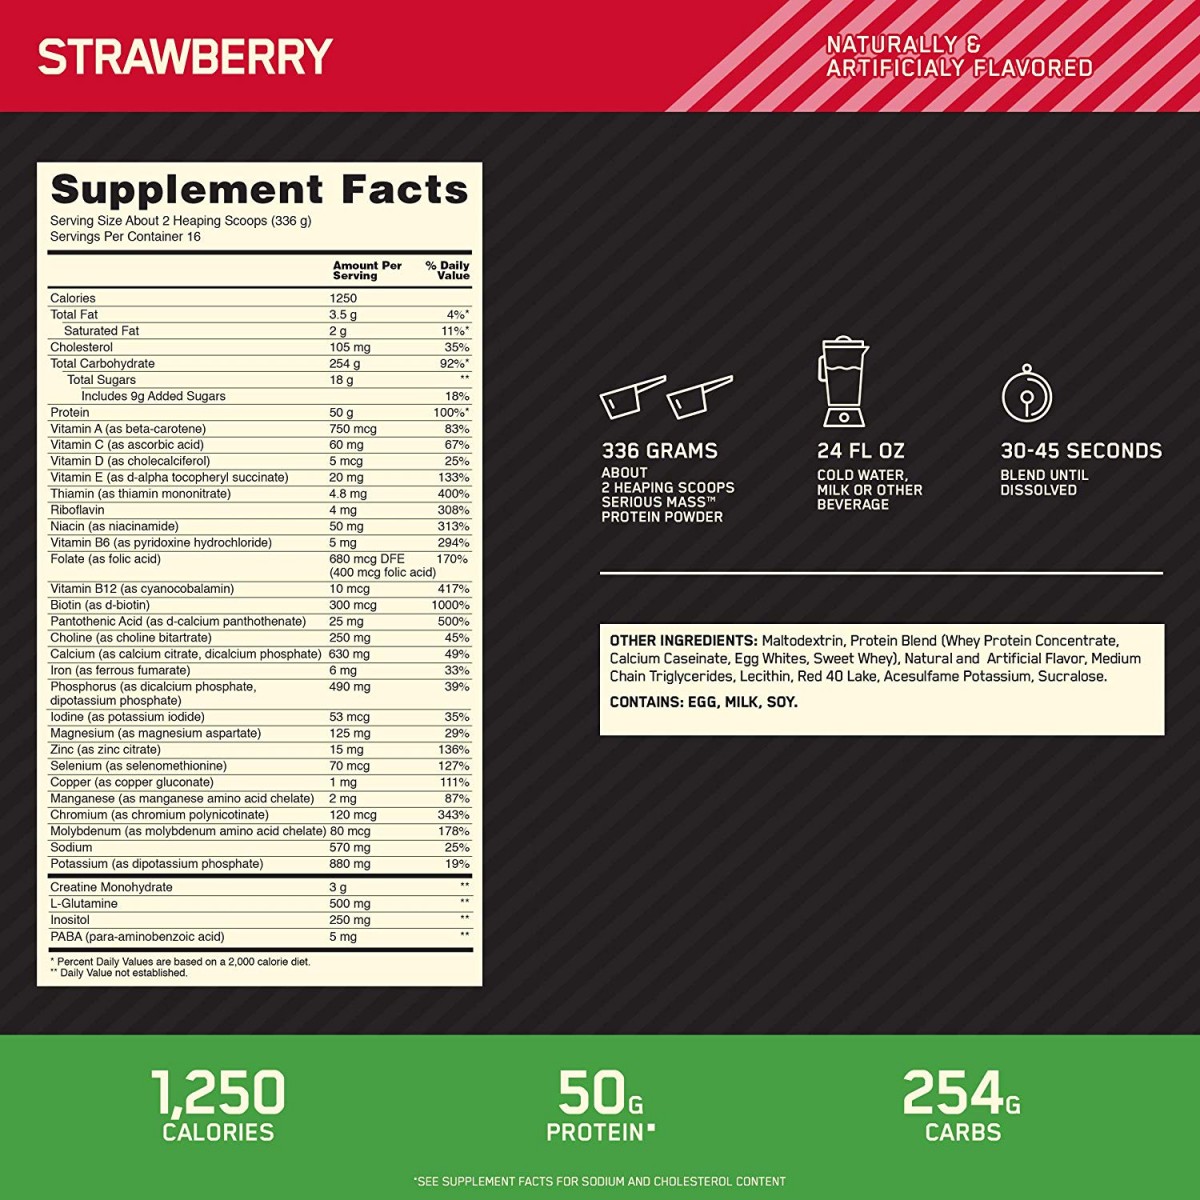 STRAWBERRY
NATURALLY &
ARTIFICIALY FLAVORED
Supplement Facts
Serving Size About 2 Heaping Scoops (336 g)
Servings Per Container 16
Amount Per Serving % Daily Value
Calories 1250
Total Fat 3.5 g 4%*
Saturated Fat 2 g 11%*
Cholesterol 105 mg 35%
Total Carbohydrate 254 g 92%*
Total Sugars 18 g **
Includes 9g Added Sugars 18%
Protein 50 g 100%*
Vitamin A (as beta-carotene) 750 mcg 83%
Vitamin C (as ascorbic acid) 60 mg 67%
Vitamin D (as cholecalciferol) 5 mcg 25%
Vitamin E (as d-alpha tocopheryl succinate) 20 mg 133%
Thiamin (as thiamin mononitrate) 4.8 mg 400%
Riboflavin 4 mg 308%
Niacin (as niacinamide) 50 mg 313%
Vitamin B6 (as pyridoxine hydrochloride) 5 mg 294%
Folate (as folic acid) 680 mcg DFE 170%
(400 mcg folic acid)
Vitamin B12 (as cyanocobalamin) 10 mcg 417%
Biotin (as d-biotin) 300 mcg 1000%
Pantothenic Acid (as d-calcium panthothenate) 25 mg 500%
Choline (as choline bitartrate) 250 mg 45%
Calcium (as calcium citrate, dicalcium phosphate) 630 mg 49%
Iron (as ferrous fumarate) 6 mg 33%
Phosphorus (as dicalcium phosphate, 490 mg 39%
dipotassium phosphate)
Iodine (as potassium iodide) 53 mcg 35%
Magnesium (as magnesium aspartate) 125 mg 29%
Zinc (as zinc citrate) 15 mg 136%
Selenium (as selenomethionine) 70 mcg 127%
Copper (as copper gluconate) 1 mg 111%
Manganese (as manganese amino acid chelate) 2 mg 87%
Chromium (as chromium polynicotinate) 120 mcg 343%
Molybdenum (as molybdenum amino acid chelate) 80 mcg 178%
Sodium 570 mg 25%
Potassium (as dipotassium phosphate) 880 mg 19%
Creatine Monohydrate 3 g **
L-Glutamine 500 mg **
Inositol 250 mg **
PABA (para-aminobenzoic acid) 5 mg **
* Percent Daily Values are based on a 2,000 calorie diet.
** Daily Value not established.
336 GRAMS
ABOUT
2 HEAPING SCOOPS
SERIOUS MASS™
PROTEIN POWDER
24 FL OZ
COLD WATER,
MILK OR OTHER
BEVERAGE
30-45 SECONDS
BLEND UNTIL
DISSOLVED
OTHER INGREDIENTS: Maltodextrin, Protein Blend (Whey Protein Concentrate,
Calcium Caseinate, Egg Whites, Sweet Whey), Natural and Artificial Flavor, Medium
Chain Triglycerides, Lecithin, Red 40 Lake, Acesulfame Potassium, Sucralose.
CONTAINS: EGG, MILK, SOY.
1,250
CALORIES
50G
PROTEIN▪
254G
CARBS
*SEE SUPPLEMENT FACTS FOR SODIUM AND CHOLESTEROL CONTENT